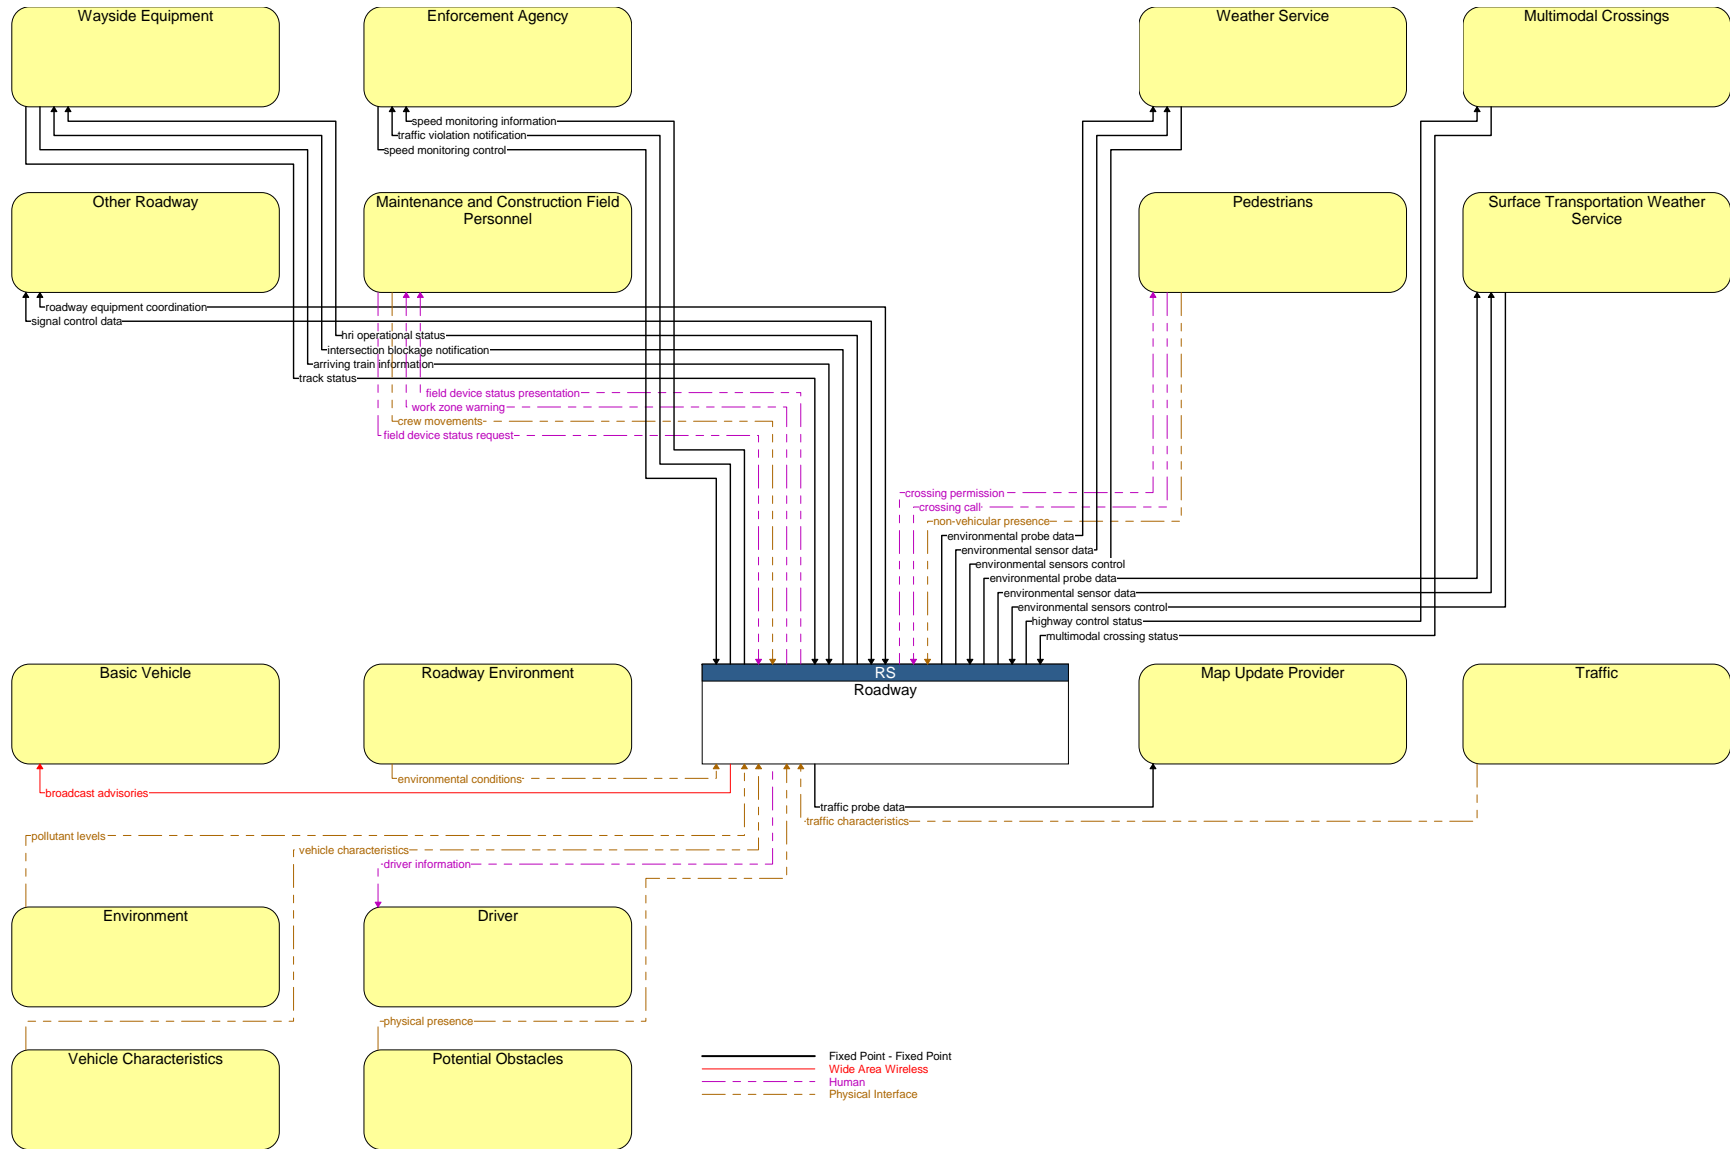 Wayside Equipment
Enforcement Agency
Weather Service
Multimodal Crossings
speed monitoring information
traffic violation notification
speed monitoring control
Other Roadway
Maintenance and Construction Field
Personnel
Pedestrians
Surface Transportation Weather
Service
roadway equipment coordination
signal control data
hri operational status
intersection blockage notification
arriving train information
track status
field device status presentation
work zone warning
crew movements
field device status request
crossing permission
crossing call
non-vehicular presence
environmental probe data
environmental sensor data
environmental sensors control
environmental probe data
environmental sensor data
environmental sensors control
highway control status
multimodal crossing status
Basic Vehicle
Roadway Environment
RS
Roadway
Map Update Provider
Traffic
environmental conditions
broadcast advisories
traffic probe data
traffic characteristics
pollutant levels
vehicle characteristics
driver information
Environment
Driver
physical presence
Vehicle Characteristics
Potential Obstacles
Fixed Point - Fixed Point
Wide Area Wireless
Human
Physical Interface